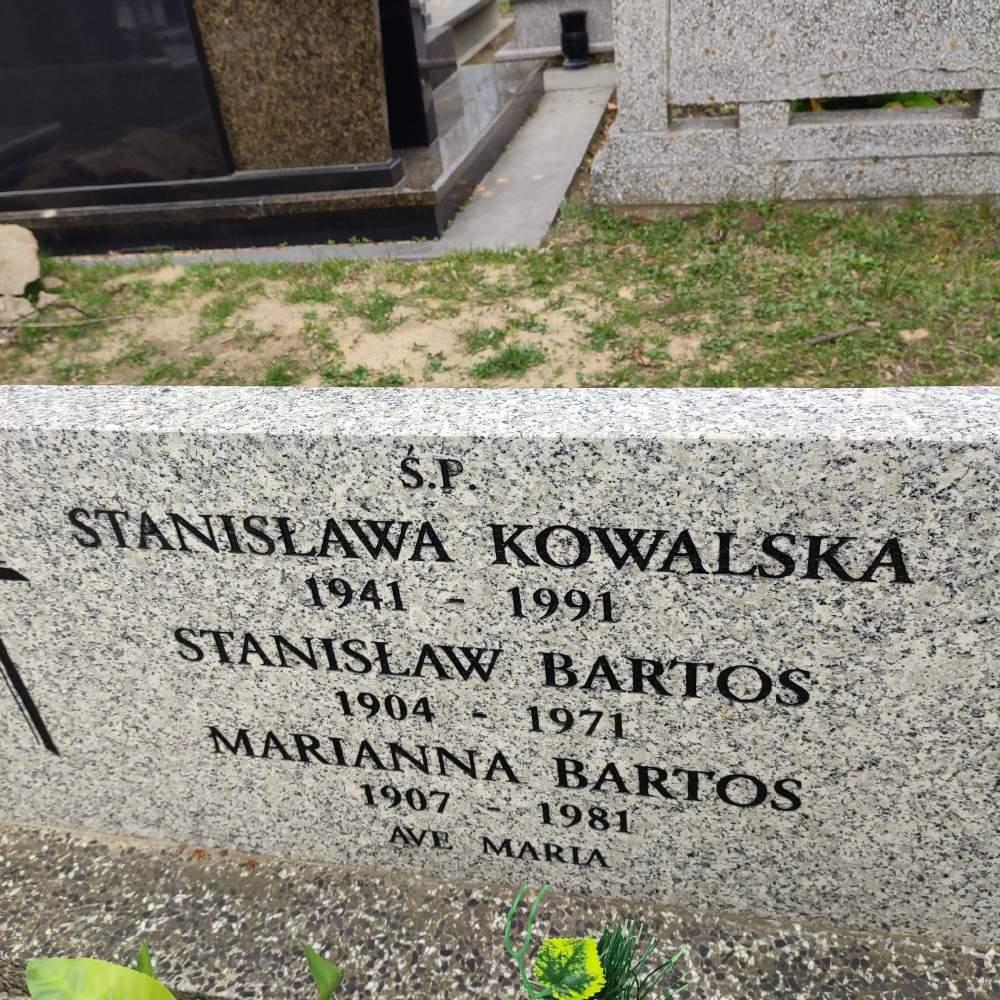 Ś.P.
STANISŁAWA KOWALSKA
1941 - 1991
STANISŁAW BARTOS
1904 - 1971
MARIANNA BARTOS
1907 - 1981
AVE MARIA